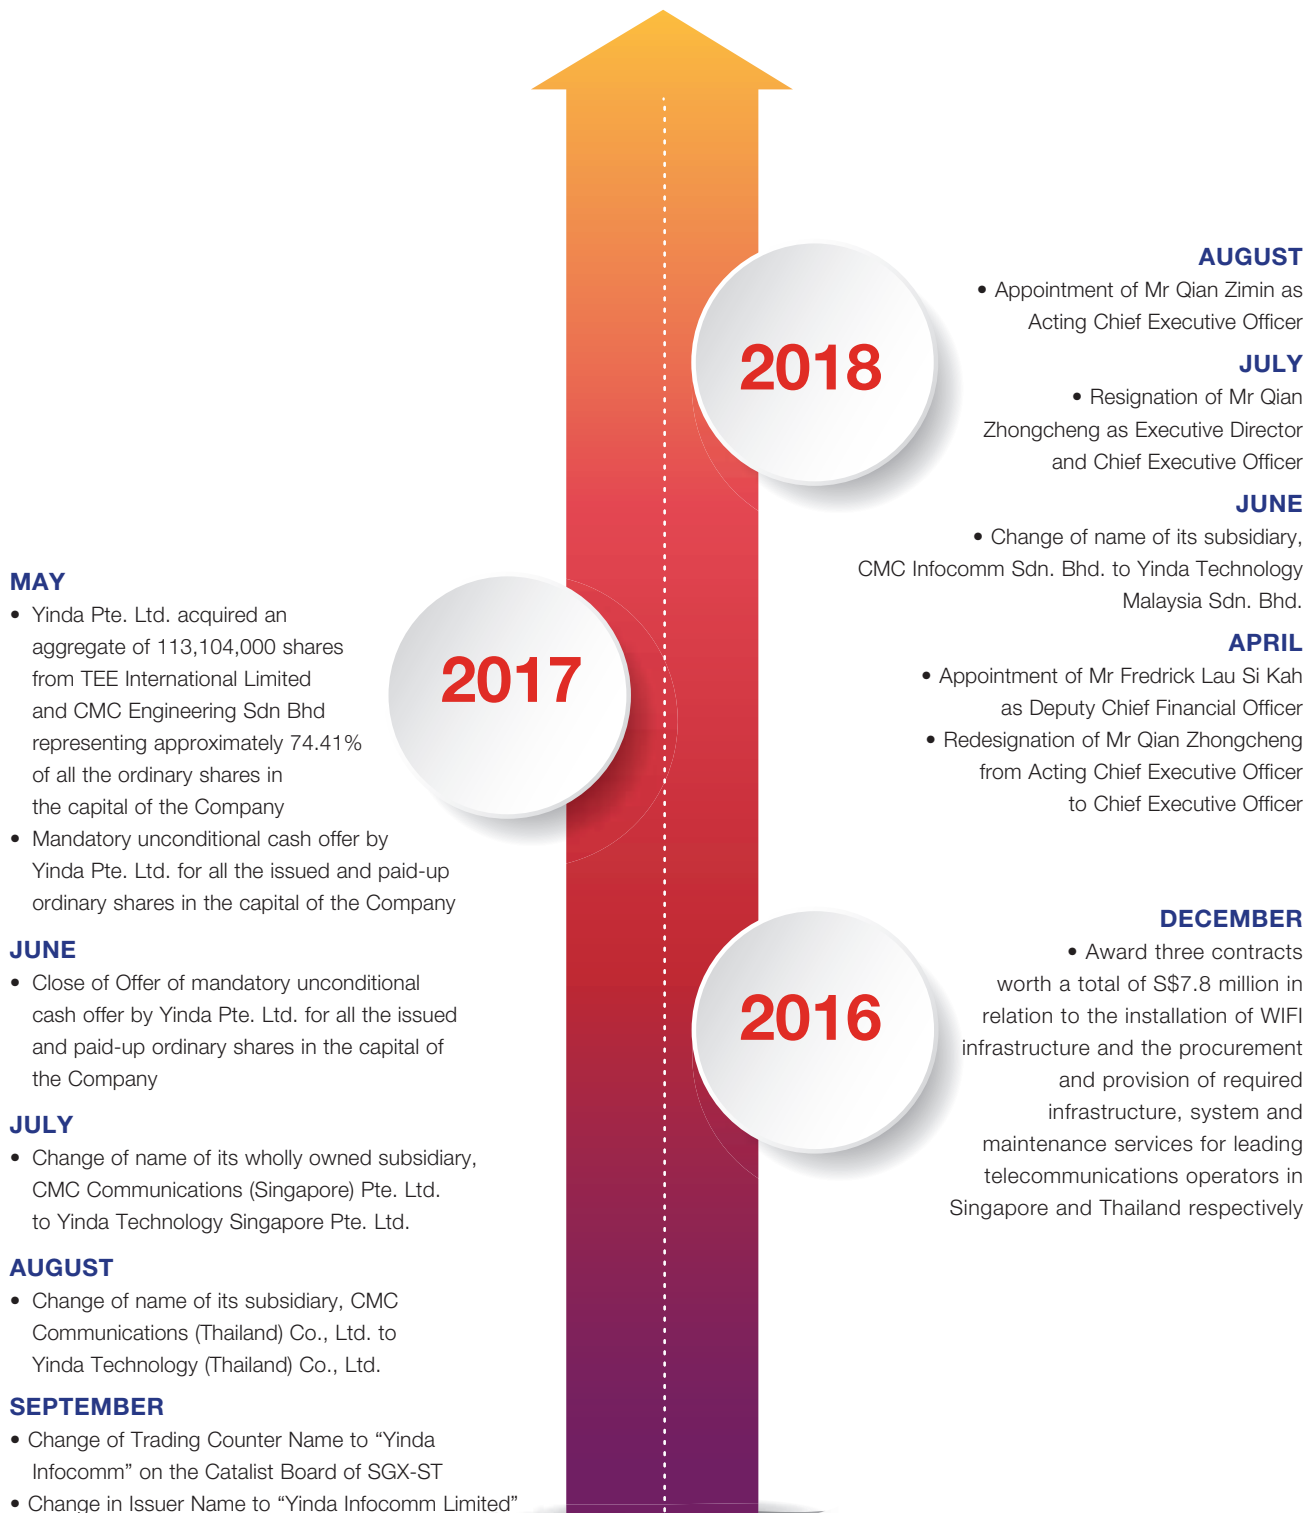 2018
AUGUST
• Appointment of Mr Qian Zimin as
Acting Chief Executive Officer
JULY
• Resignation of Mr Qian
Zhongcheng as Executive Director
and Chief Executive Officer
JUNE
• Change of name of its subsidiary,
CMC Infocomm Sdn. Bhd. to Yinda Technology
Malaysia Sdn. Bhd.
APRIL
• Appointment of Mr Fredrick Lau Si Kah
as Deputy Chief Financial Officer
• Redesignation of Mr Qian Zhongcheng
from Acting Chief Executive Officer
to Chief Executive Officer
2017
MAY
• Yinda Pte. Ltd. acquired an
aggregate of 113,104,000 shares
from TEE International Limited
and CMC Engineering Sdn Bhd
representing approximately 74.41%
of all the ordinary shares in
the capital of the Company
• Mandatory unconditional cash offer by
Yinda Pte. Ltd. for all the issued and paid-up
ordinary shares in the capital of the Company
JUNE
• Close of Offer of mandatory unconditional
cash offer by Yinda Pte. Ltd. for all the issued
and paid-up ordinary shares in the capital of
the Company
JULY
• Change of name of its wholly owned subsidiary,
CMC Communications (Singapore) Pte. Ltd.
to Yinda Technology Singapore Pte. Ltd.
AUGUST
• Change of name of its subsidiary, CMC
Communications (Thailand) Co., Ltd. to
Yinda Technology (Thailand) Co., Ltd.
SEPTEMBER
• Change of Trading Counter Name to “Yinda
Infocomm” on the Catalist Board of SGX-ST
• Change in Issuer Name to “Yinda Infocomm Limited”
2016
DECEMBER
• Award three contracts
worth a total of S$7.8 million in
relation to the installation of WIFI
infrastructure and the procurement
and provision of required
infrastructure, system and
maintenance services for leading
telecommunications operators in
Singapore and Thailand respectively